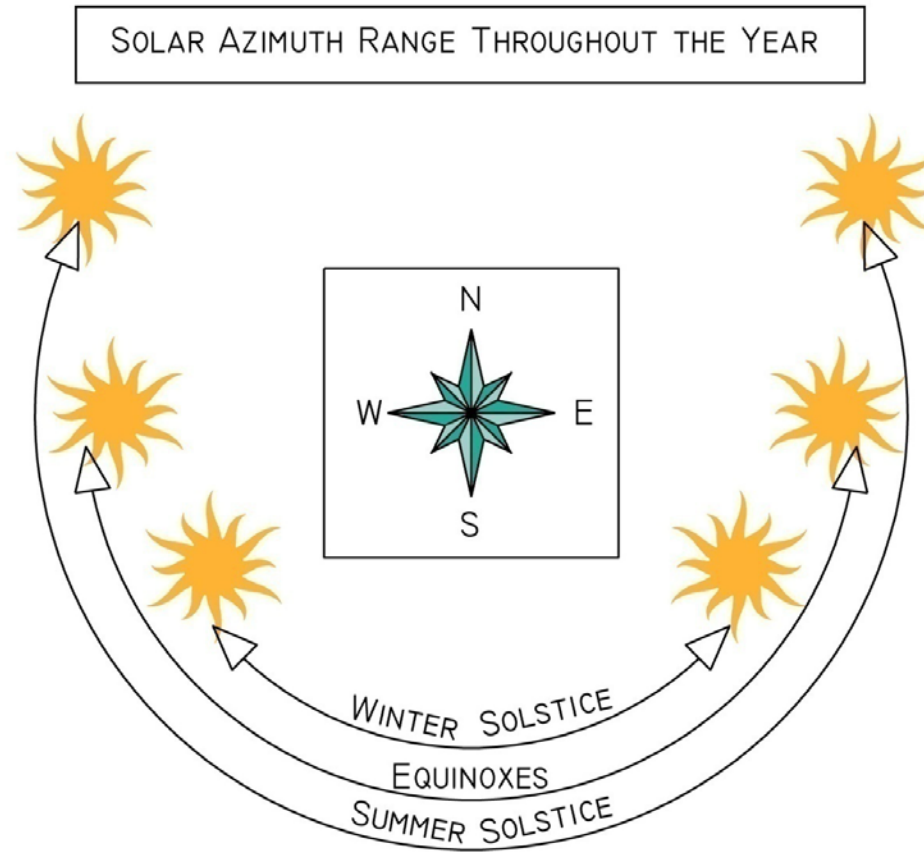 SOLAR AZIMUTH RANGE THROUGHOUT THE YEAR
N
W E
S
WINTER SOLSTICE
EQUINOXES
SUMMER SOLSTICE